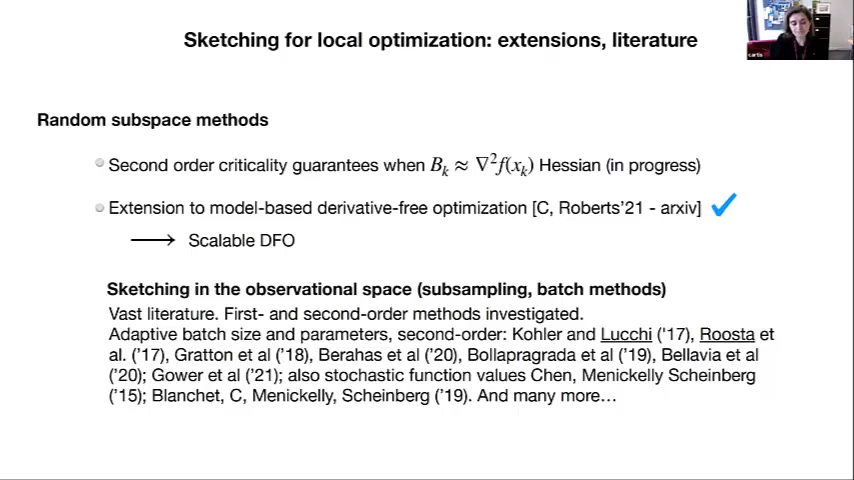 Sketching for local optimization: extensions, literature
cartis
Random subspace methods
Second order criticality guarantees when Bₖ ≈ ∇²f(xₖ) Hessian (in progress)
Extension to model-based derivative-free optimization [C, Roberts’21 - arxiv] ✓
⟶ Scalable DFO
Sketching in the observational space (subsampling, batch methods)
Vast literature. First- and second-order methods investigated.
Adaptive batch size and parameters, second-order: Kohler and Lucchi ('17), Roosta et
al. (’17), Gratton et al (’18), Berahas et al (’20), Bollapragrada et al (’19), Bellavia et al
(’20); Gower et al (’21); also stochastic function values Chen, Menickelly Scheinberg
(’15); Blanchet, C, Menickelly, Scheinberg (’19). And many more…